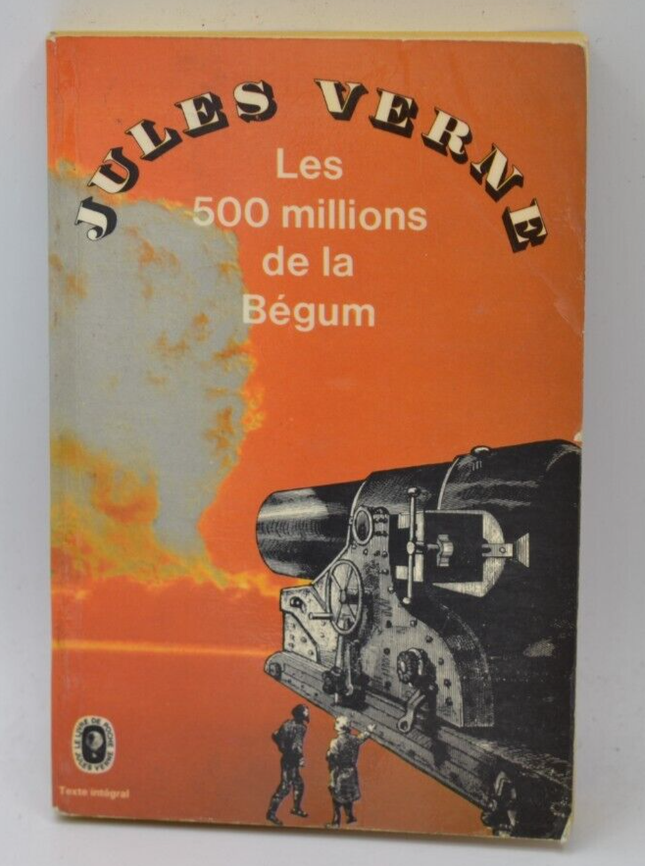 JULES VERNE
Les
500 millions
de la
Bégum
LE LIVRE DE POCHE
JULES VERNE
Texte intégral